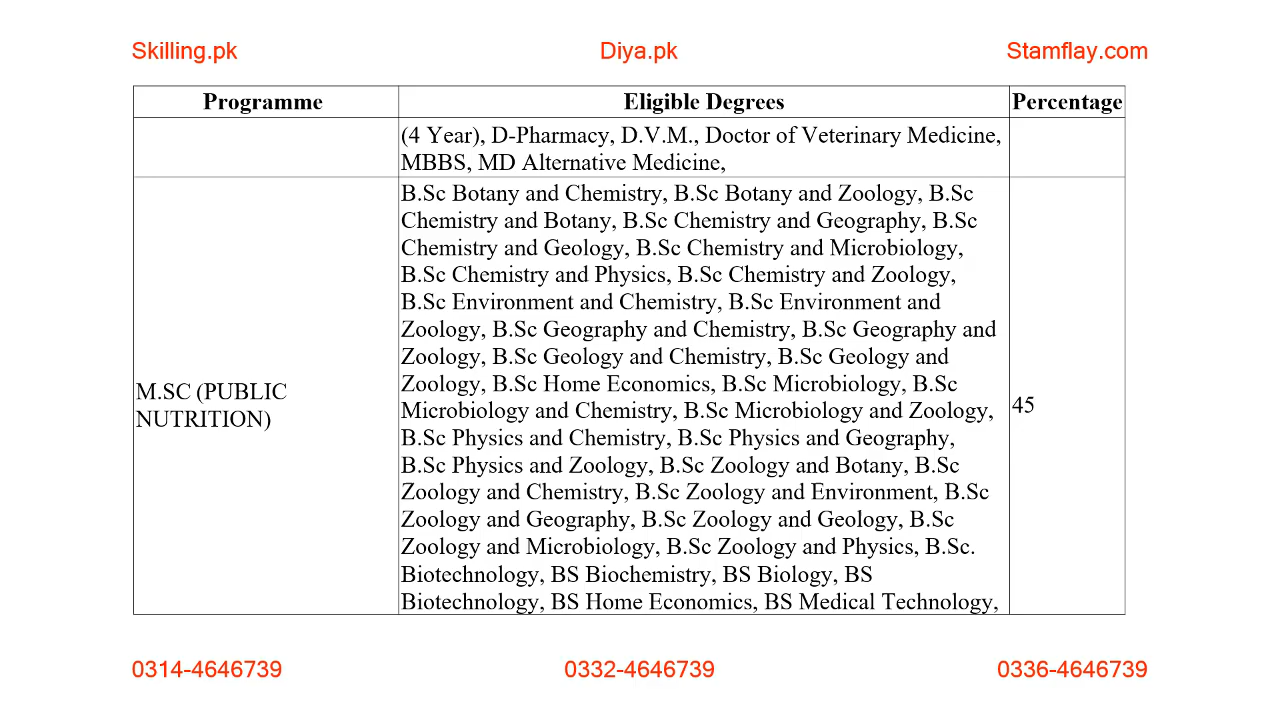 Skilling.pk Diya.pk Stamflay.com
Programme Eligible Degrees Percentage
(4 Year), D-Pharmacy, D.V.M., Doctor of Veterinary Medicine,
MBBS, MD Alternative Medicine,
M.SC (PUBLIC
NUTRITION)
B.Sc Botany and Chemistry, B.Sc Botany and Zoology, B.Sc
Chemistry and Botany, B.Sc Chemistry and Geography, B.Sc
Chemistry and Geology, B.Sc Chemistry and Microbiology,
B.Sc Chemistry and Physics, B.Sc Chemistry and Zoology,
B.Sc Environment and Chemistry, B.Sc Environment and
Zoology, B.Sc Geography and Chemistry, B.Sc Geography and
Zoology, B.Sc Geology and Chemistry, B.Sc Geology and
Zoology, B.Sc Home Economics, B.Sc Microbiology, B.Sc
Microbiology and Chemistry, B.Sc Microbiology and Zoology,
B.Sc Physics and Chemistry, B.Sc Physics and Geography,
B.Sc Physics and Zoology, B.Sc Zoology and Botany, B.Sc
Zoology and Chemistry, B.Sc Zoology and Environment, B.Sc
Zoology and Geography, B.Sc Zoology and Geology, B.Sc
Zoology and Microbiology, B.Sc Zoology and Physics, B.Sc.
Biotechnology, BS Biochemistry, BS Biology, BS
Biotechnology, BS Home Economics, BS Medical Technology,
45
0314-4646739 0332-4646739 0336-4646739